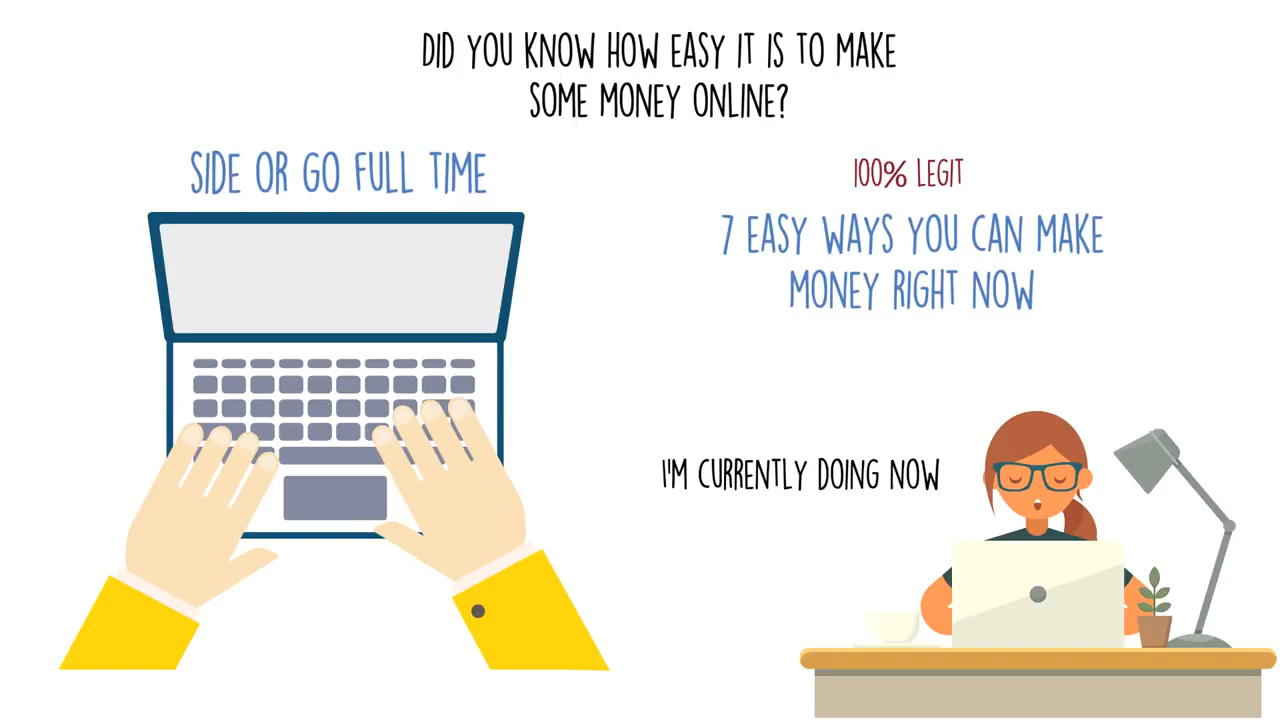 DID YOU KNOW HOW EASY IT IS TO MAKE
SOME MONEY ONLINE?
SIDE OR GO FULL TIME
100% LEGIT
7 EASY WAYS YOU CAN MAKE
MONEY RIGHT NOW
I'M CURRENTLY DOING NOW